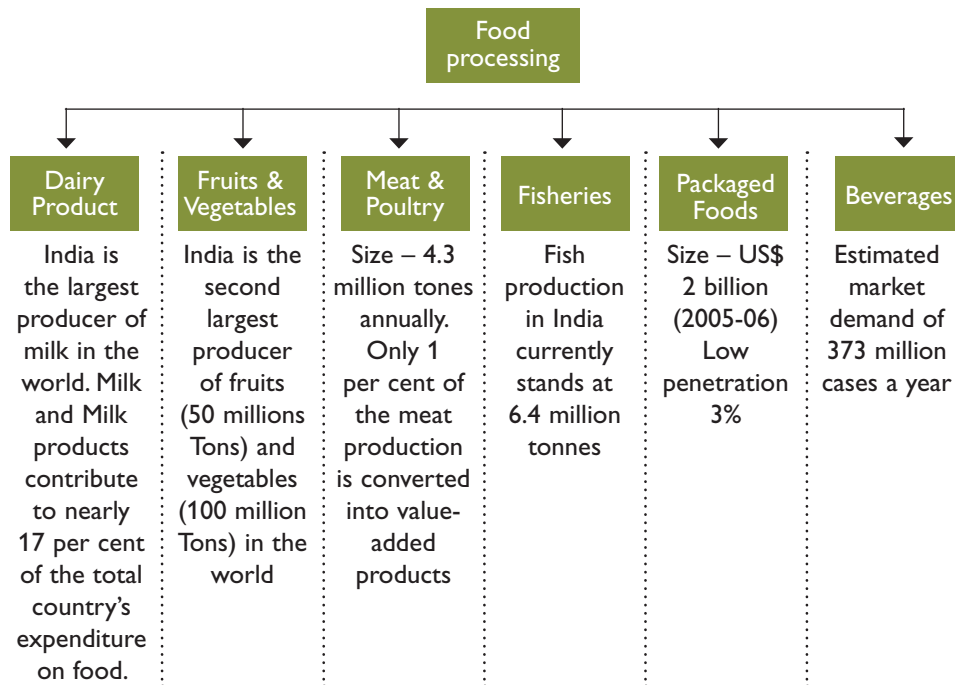 Food
processing
Dairy
Product
India is
the largest
producer of
milk in the
world. Milk
and Milk
products
contribute
to nearly
17 per cent
of the total
country's
expenditure
on food.
Fruits &
Vegetables
India is the
second
largest
producer
of fruits
(50 millions
Tons) and
vegetables
(100 million
Tons) in the
world
Meat &
Poultry
Size – 4.3
million tones
annually.
Only 1
per cent of
the meat
production
is converted
into value-
added
products
Fisheries
Fish
production
in India
currently
stands at
6.4 million
tonnes
Packaged
Foods
Size – US$
2 billion
(2005-06)
Low
penetration
3%
Beverages
Estimated
market
demand of
373 million
cases a year